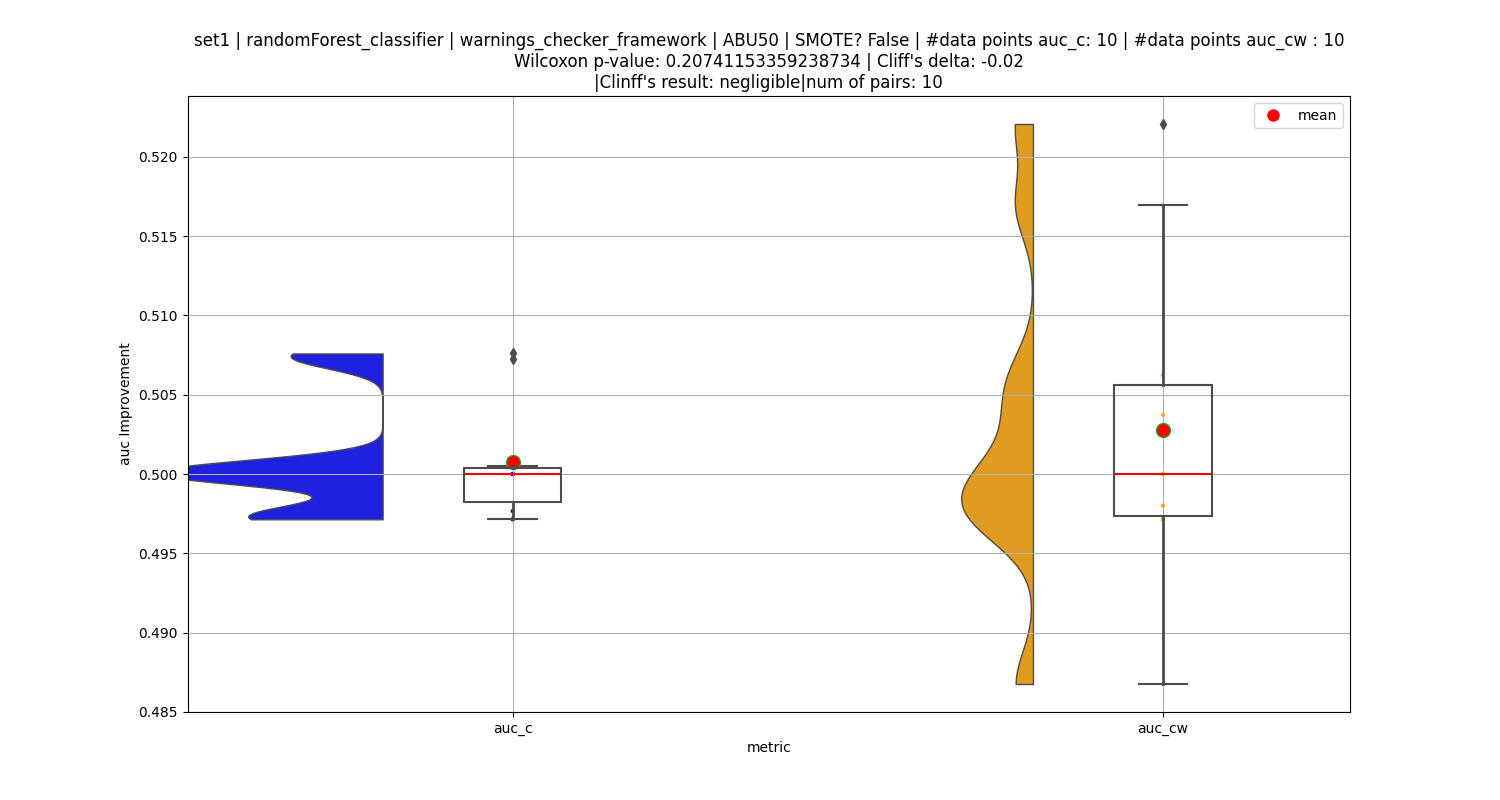 set1 | randomForest_classifier | warnings_checker_framework | ABU50 | SMOTE? False | #data points auc_c: 10 | #data points auc_cw : 10
Wilcoxon p-value: 0.20741153359238734 | Cliff's delta: -0.02
|Clinff's result: negligible|num of pairs: 10
mean
0.520
0.515
0.510
0.505
0.500
0.495
0.490
0.485
auc Improvement
auc_c
auc_cw
metric